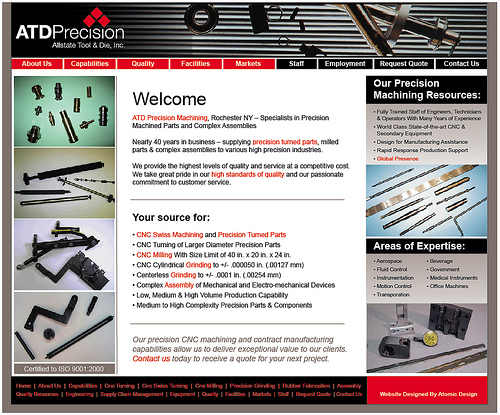 ATDPrecision
Allstate Tool & Die, Inc.
About Us
Capabilities
Quality
Facilities
Markets
Staff
Employment
Request Quote
Contact Us
Welcome
ATD Precision Machining, Rochester NY – Specialists in Precision
Machined Parts and Complex Assemblies
Nearly 40 years in business – supplying precision turned parts, milled
parts & complex assemblies to various high precision industries.
We provide the highest levels of quality and service at a competitive cost.
We take great pride in our high standards of quality and our passionate
commitment to customer service.
Your source for:
• CNC Swiss Machining and Precision Turned Parts
• CNC Turning of Larger Diameter Precision Parts
• CNC Milling With Size Limit of 40 in. x 20 in. x 24 in.
• CNC Cylindrical Grinding to +/- .000050 in. (.00127 mm)
• Centerless Grinding to +/- .0001 in. (.00254 mm)
• Complex Assembly of Mechanical and Electro-mechanical Devices
• Low, Medium & High Volume Production Capability
• Medium to High Complexity Precision Parts & Components
Our precision CNC machining and contract manufacturing
capabilities allow us to deliver exceptional value to our clients.
Contact us today to receive a quote for your next project.
Our Precision
Machining Resources:
• Fully Trained Staff of Engineers, Technicians
& Operators With Many Years of Experience
• World Class State-of-the-art CNC &
Secondary Equipment
• Design for Manufacturing Assistance
• Rapid Response Production Support
• Global Presence
Areas of Expertise:
• Aerospace
• Fluid Control
• Instrumentation
• Motion Control
• Transporation
• Beverage
• Government
• Medical Instruments
• Office Machines
Certified to ISO 9001:2000
Home | About Us | Capabilities | Cnc Turning | Cnc Swiss Turning | Cnc Milling | Precision Grinding | Rubber Fabrication | Assembly
Quality Resources | Engineering | Supply Chain Management | Equipment | Quality | Facilities | Markets | Staff | Request Quote | Contact Us
Website Designed By Atomic Design